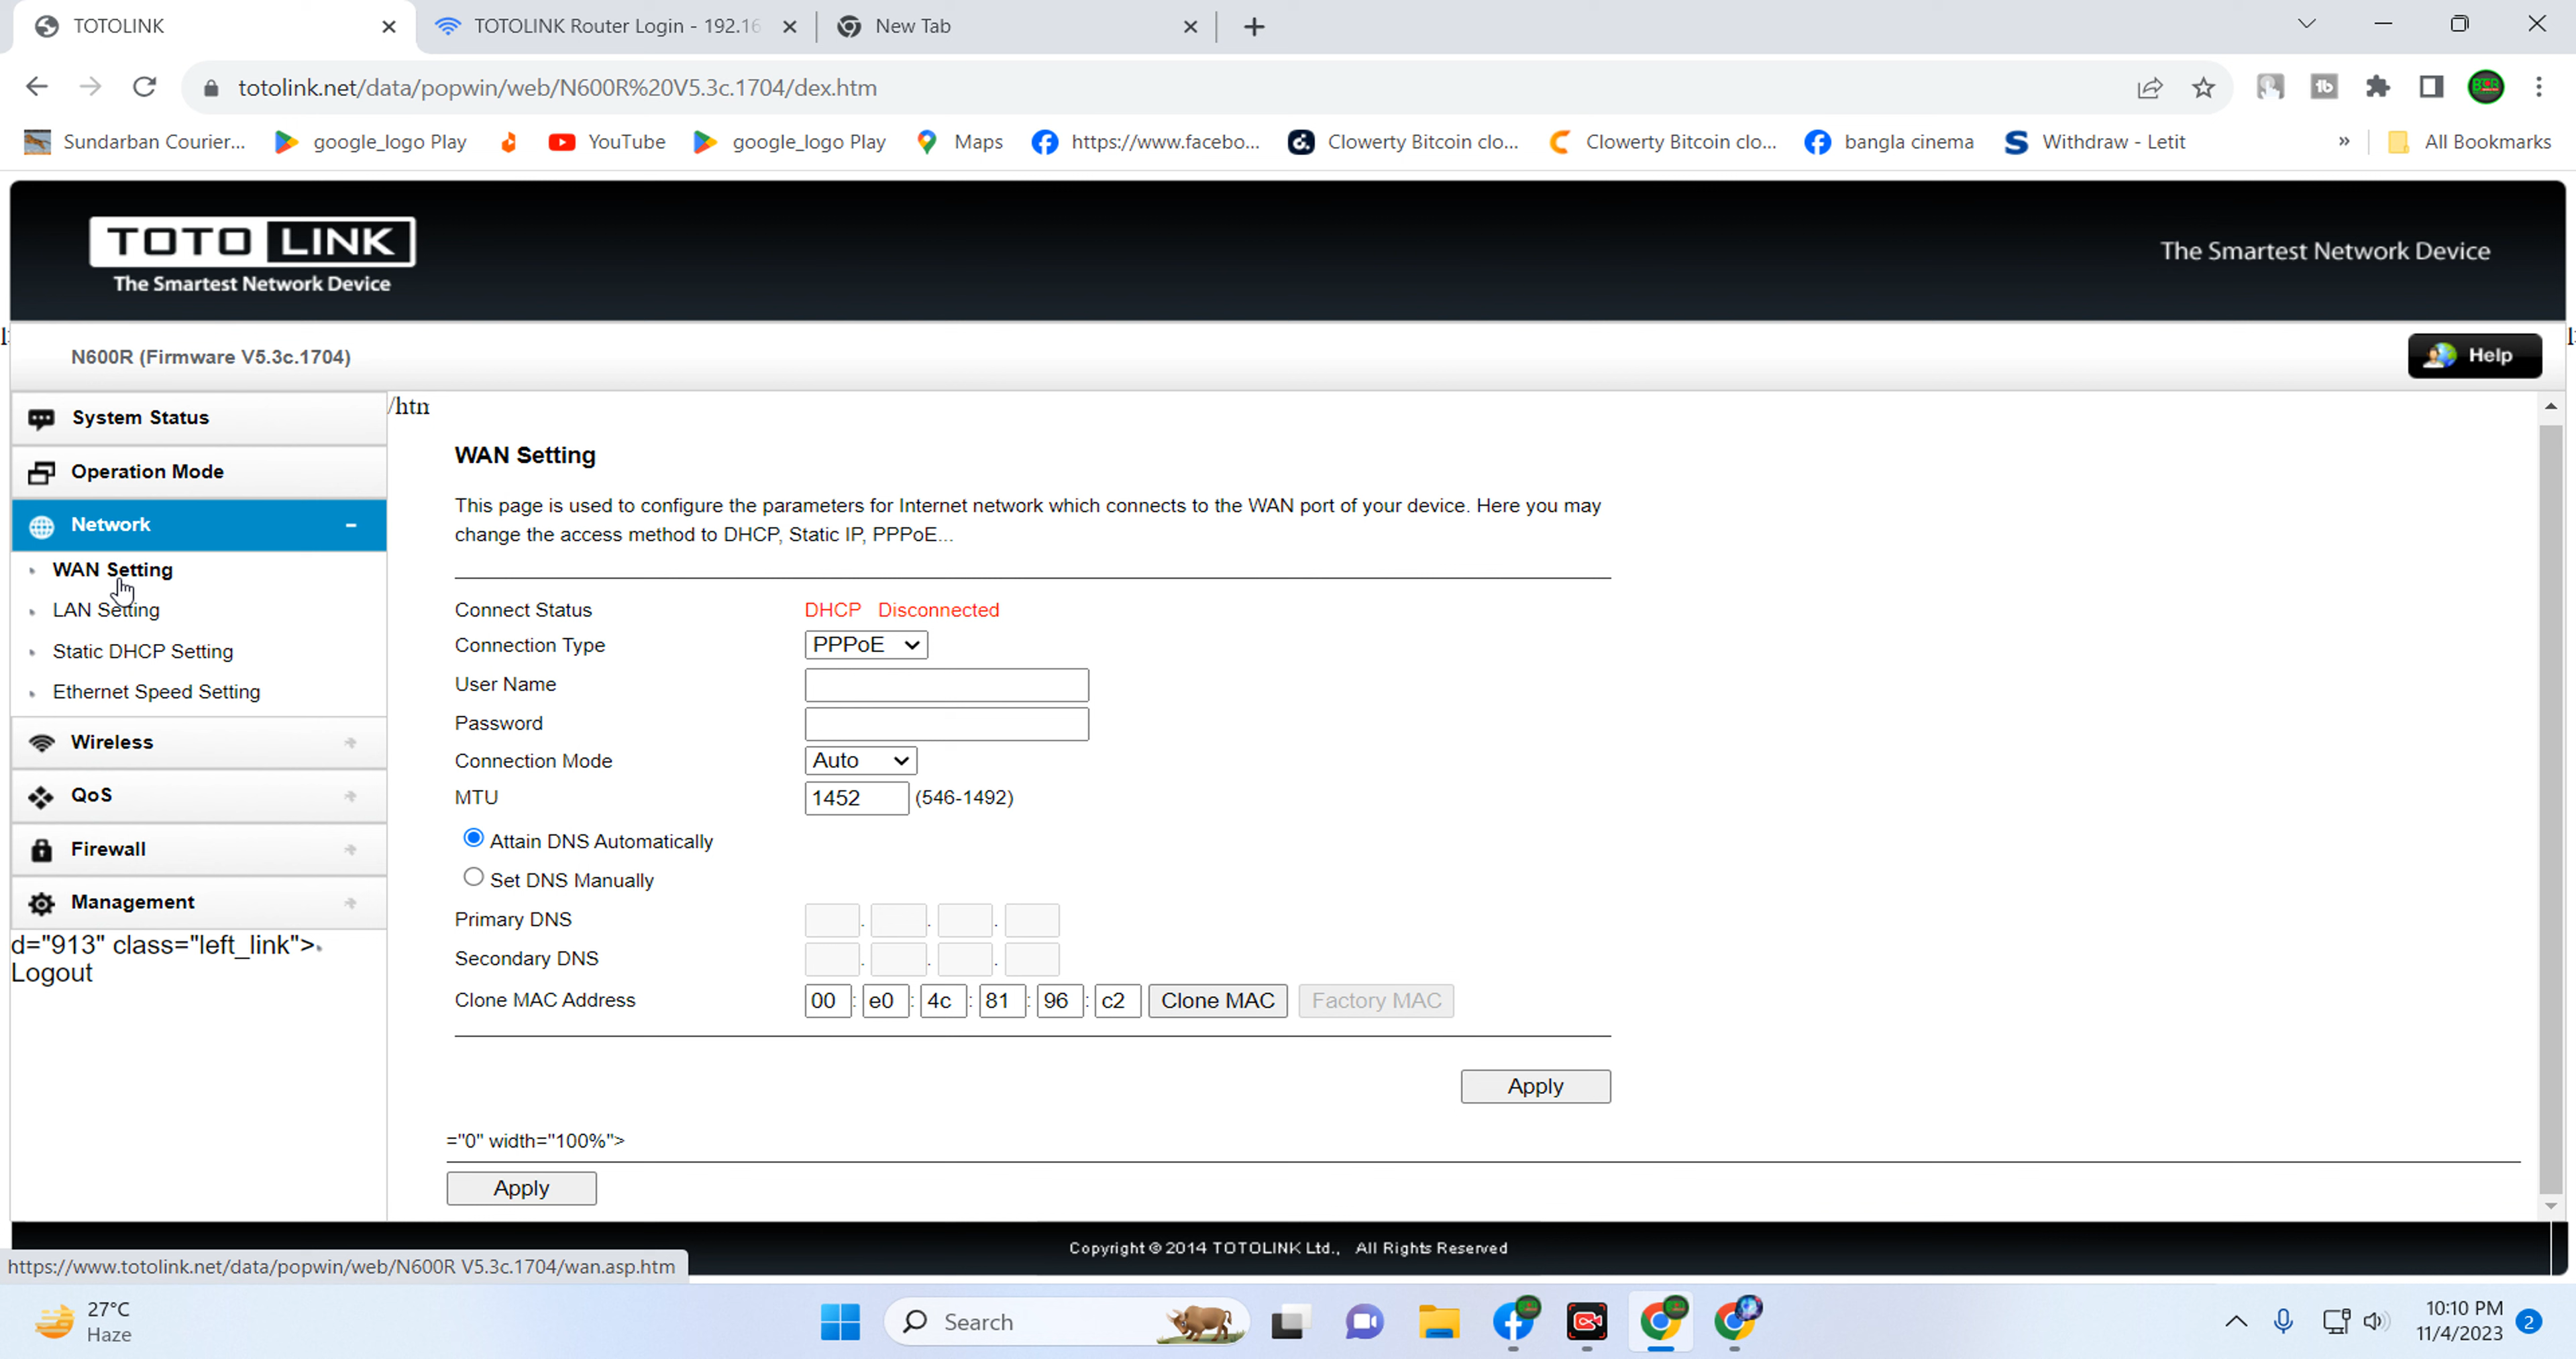 TOTOLINK
TOTOLINK Router Login - 192.16
New Tab
totolink.net/data/popwin/web/N600R%20V5.3c.1704/dex.htm
Sundarban Courier...
google_logo Play
YouTube
google_logo Play
Maps
https://www.facebo...
Clowerty Bitcoin clo...
Clowerty Bitcoin clo...
bangla cinema
Withdraw - Letit
»
All Bookmarks
TOTO LINK
The Smartest Network Device
The Smartest Network Device
N600R (Firmware V5.3c.1704)
Help
System Status
Operation Mode
Network
WAN Setting
LAN Setting
Static DHCP Setting
Ethernet Speed Setting
Wireless
QoS
Firewall
Management
d="913" class="left_link">
Logout
/htn
WAN Setting
This page is used to configure the parameters for Internet network which connects to the WAN port of your device. Here you may
change the access method to DHCP, Static IP, PPPoE...
Connect Status DHCP Disconnected
Connection Type PPPoE
User Name
Password
Connection Mode Auto
MTU 1452 (546-1492)
Attain DNS Automatically
Set DNS Manually
Primary DNS . . .
Secondary DNS . . .
Clone MAC Address 00 : e0 : 4c : 81 : 96 : c2 Clone MAC Factory MAC
Apply
="0" width="100%">
Apply
Copyright © 2014 TOTOLINK Ltd., All Rights Reserved
https://www.totolink.net/data/popwin/web/N600R V5.3c.1704/wan.asp.htm
27°C
Haze
Search
10:10 PM
11/4/2023
2